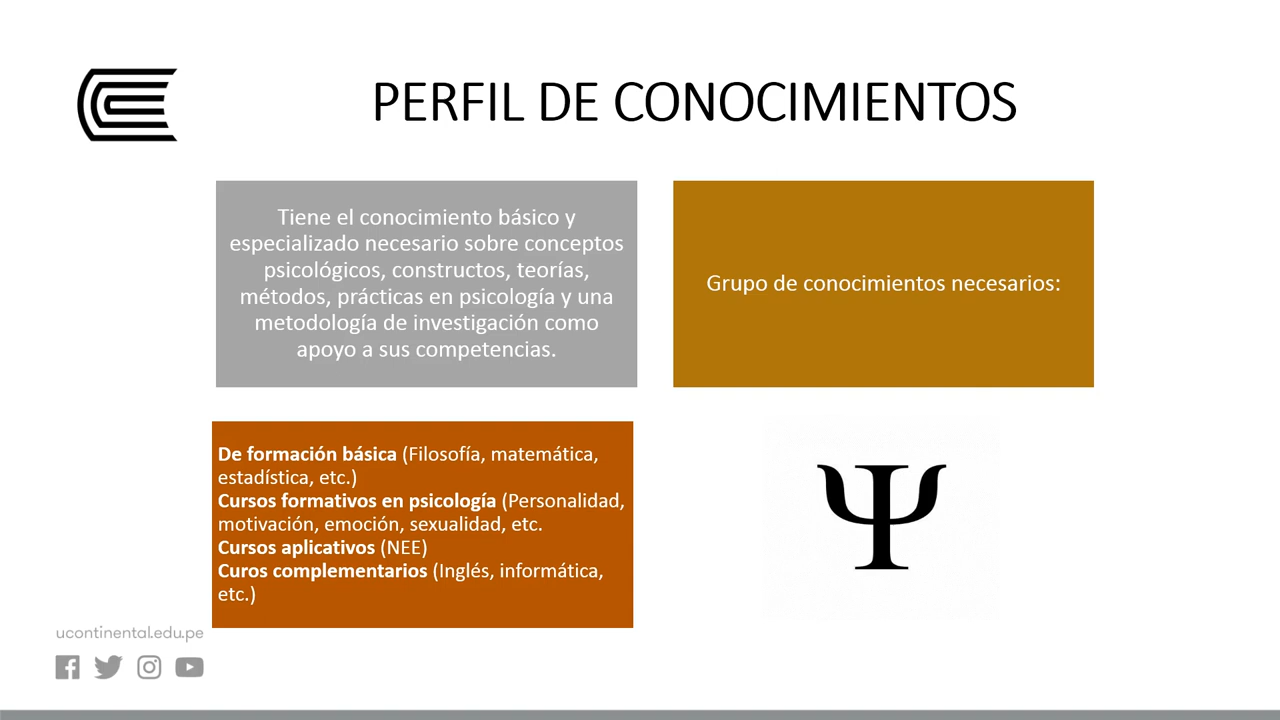 PERFIL DE CONOCIMIENTOS
Tiene el conocimiento básico y
especializado necesario sobre conceptos
psicológicos, constructos, teorías,
métodos, prácticas en psicología y una
metodología de investigación como
apoyo a sus competencias.
Grupo de conocimientos necesarios:
De formación básica (Filosofía, matemática,
estadística, etc.)
Cursos formativos en psicología (Personalidad,
motivación, emoción, sexualidad, etc.
Cursos aplicativos (NEE)
Curos complementarios (Inglés, informática,
etc.)
Ψ
ucontinental.edu.pe